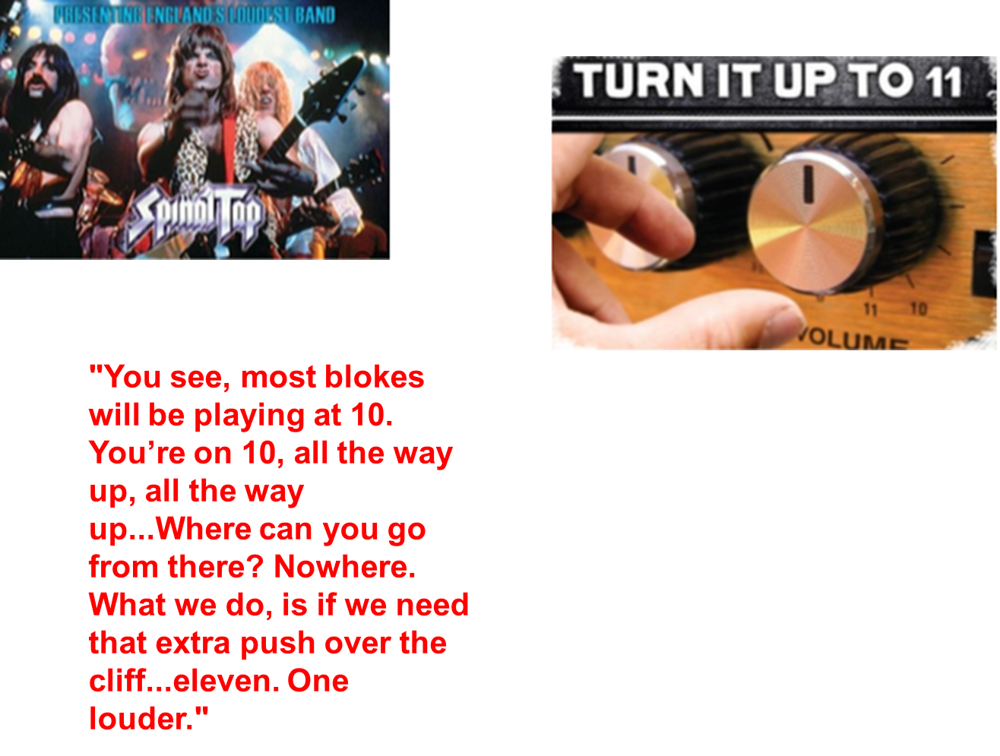 PRESENTING ENGLAND'S LOUDEST BAND
Spinal Tap
TURN IT UP TO 11
11 10
VOLUME
"You see, most blokes
will be playing at 10.
You’re on 10, all the way
up, all the way
up...Where can you go
from there? Nowhere.
What we do, is if we need
that extra push over the
cliff...eleven. One
louder."